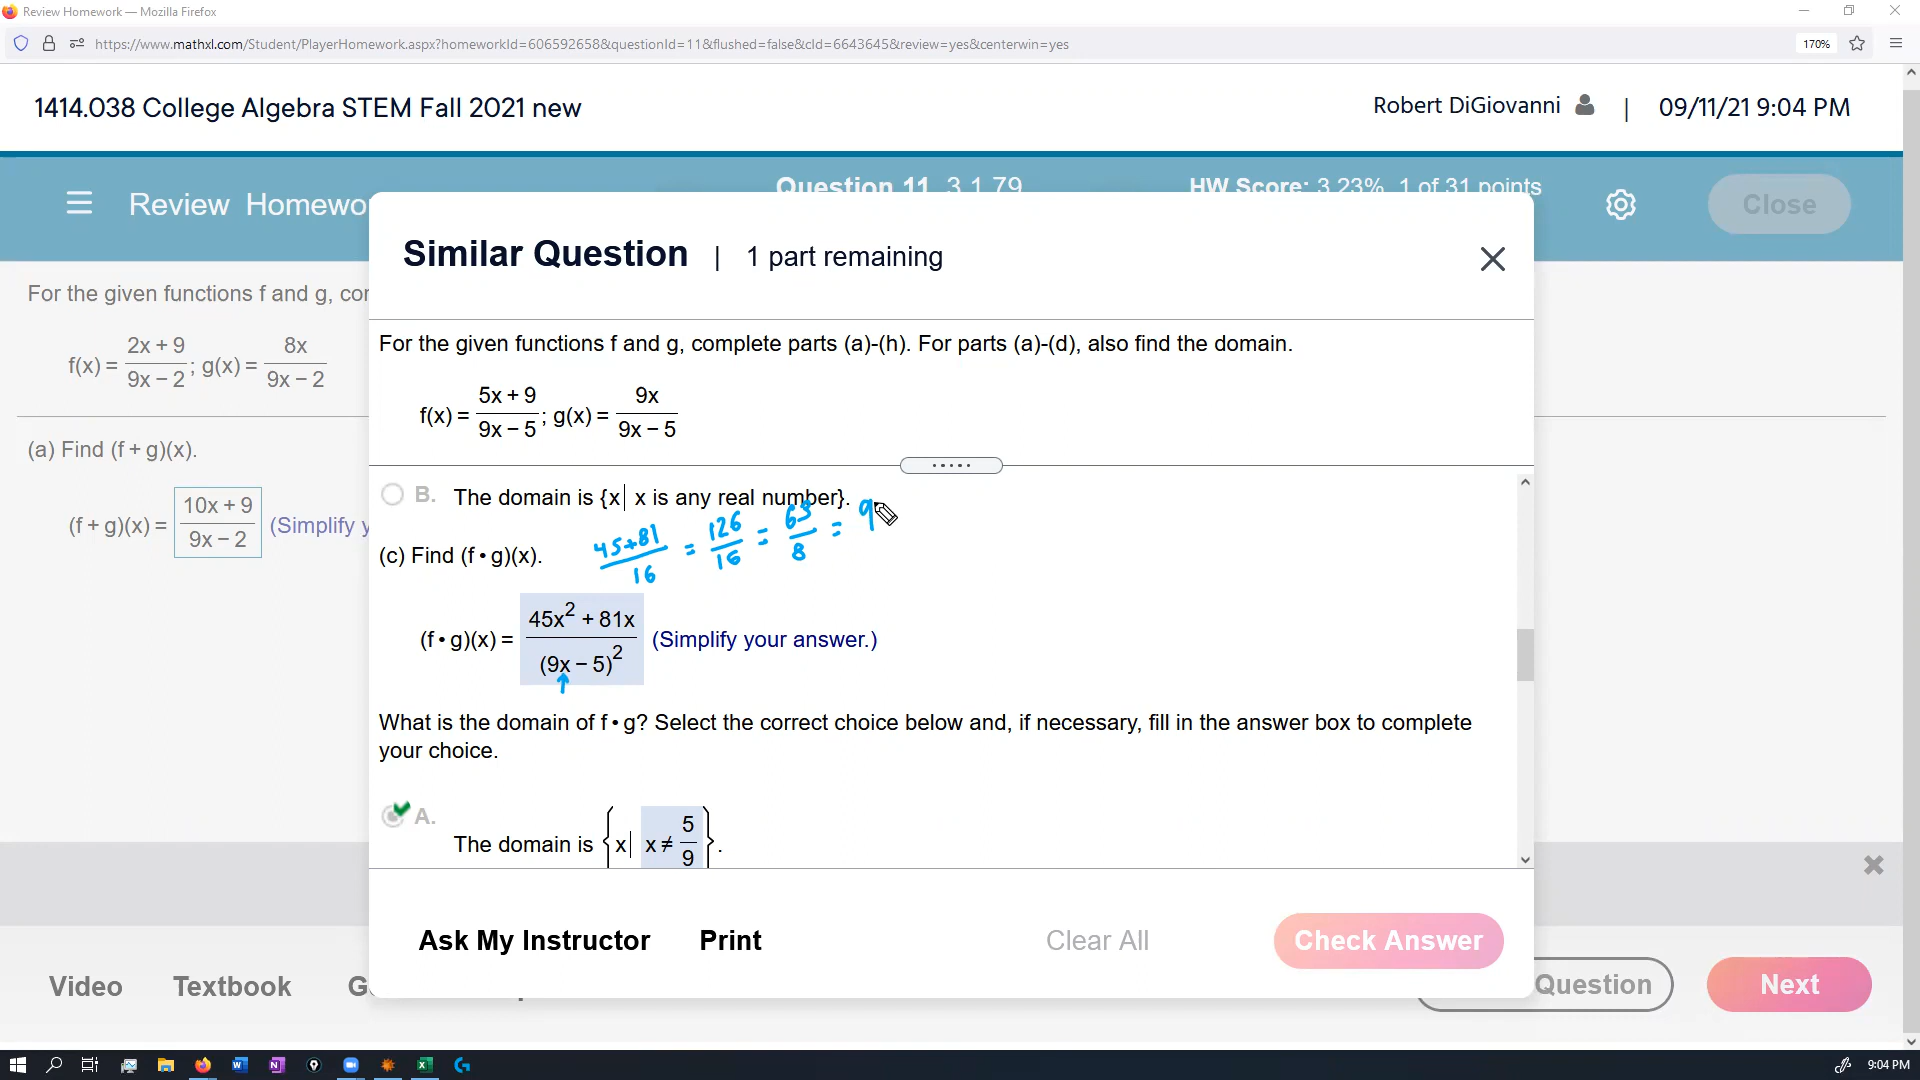 Review Homework — Mozilla Firefox
https://www.mathxl.com/Student/PlayerHomework.aspx?homeworkId=606592658&questionId=11&flushed=false&cId=6643645&review=yes&centerwin=yes
170%
1414.038 College Algebra STEM Fall 2021 new
Robert DiGiovanni | 09/11/21 9:04 PM
Review Homewo
Question 11, 3.1.79
HW Score: 3.23%, 1 of 31 points
Close
Similar Question | 1 part remaining
For the given functions f and g, co
f(x) = (2x + 9)/(9x − 2); g(x) = 8x/(9x − 2)
(a) Find (f + g)(x).
(f + g)(x) = (10x + 9)/(9x − 2) (Simplify y
For the given functions f and g, complete parts (a)-(h). For parts (a)-(d), also find the domain.
f(x) = (5x + 9)/(9x − 5); g(x) = 9x/(9x − 5)
B. The domain is {x| x is any real number}.
45+81/16 = 126/16 = 63/8 = 9
(c) Find (f • g)(x).
(f • g)(x) = (45x² + 81x)/(9x − 5)² (Simplify your answer.)
What is the domain of f • g? Select the correct choice below and, if necessary, fill in the answer box to complete
your choice.
A.
The domain is {x| x ≠ 5/9}.
Ask My Instructor
Print
Clear All
Check Answer
Video
Textbook
G
Question
Next
9:04 PM